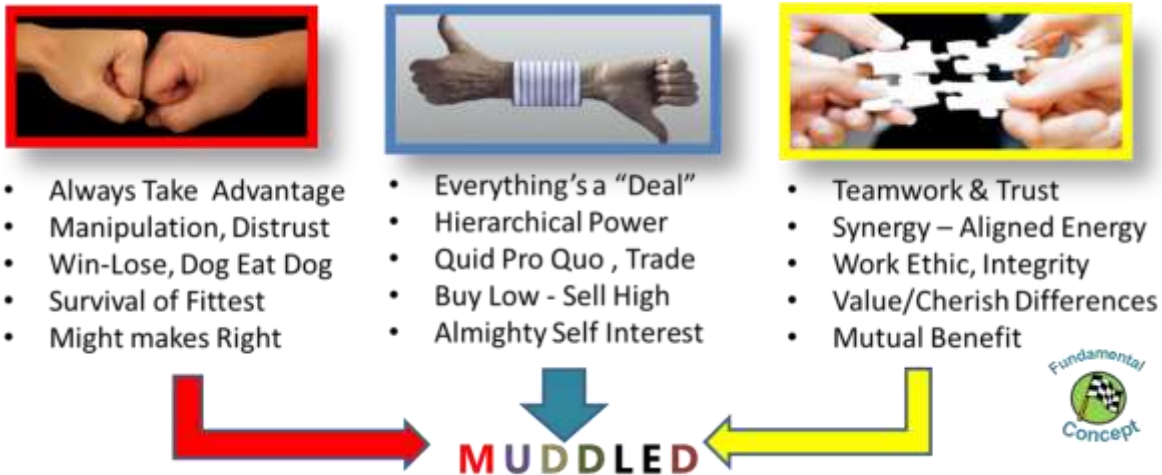 • Always Take Advantage
• Manipulation, Distrust
• Win-Lose, Dog Eat Dog
• Survival of Fittest
• Might makes Right
• Everything's a “Deal”
• Hierarchical Power
• Quid Pro Quo , Trade
• Buy Low - Sell High
• Almighty Self Interest
• Teamwork & Trust
• Synergy – Aligned Energy
• Work Ethic, Integrity
• Value/Cherish Differences
• Mutual Benefit
Fundamental
Concept
MUDDLED